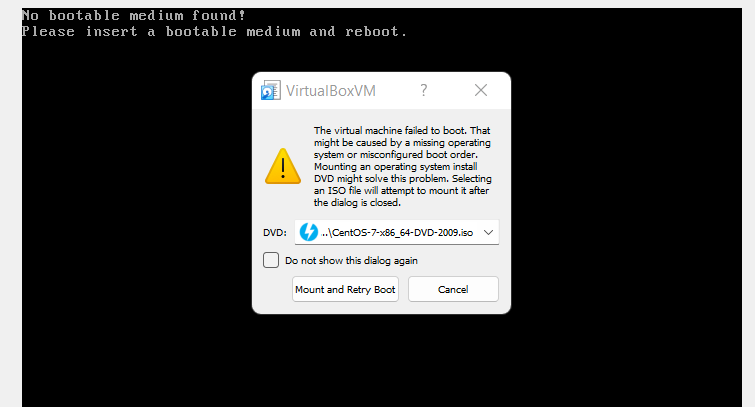 No bootable medium found!
Please insert a bootable medium and reboot.
VirtualBoxVM ?
The virtual machine failed to boot. That
might be caused by a missing operating
system or misconfigured boot order.
Mounting an operating system install
DVD might solve this problem. Selecting
an ISO file will attempt to mount it after
the dialog is closed.
DVD: ..\CentOS-7-x86_64-DVD-2009.iso
Do not show this dialog again
Mount and Retry Boot Cancel